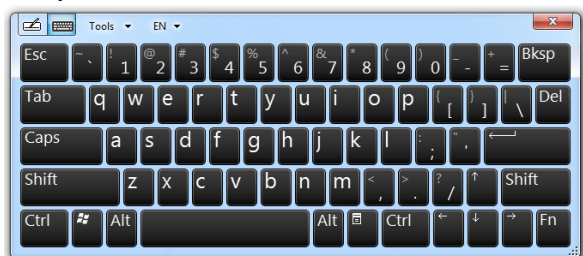 Tools EN x
Esc ~ ` ! 1 @ 2 # 3 $ 4 % 5 ^ 6 & 7 * 8 ( 9 ) 0 _ - + = Bksp
Tab q w e r t y u i o p { [ } ] | \ Del
Caps a s d f g h j k l : ; " '
Shift z x c v b n m < , > . ? / ↑ Shift
Ctrl Alt Alt Ctrl ← ↓ → Fn